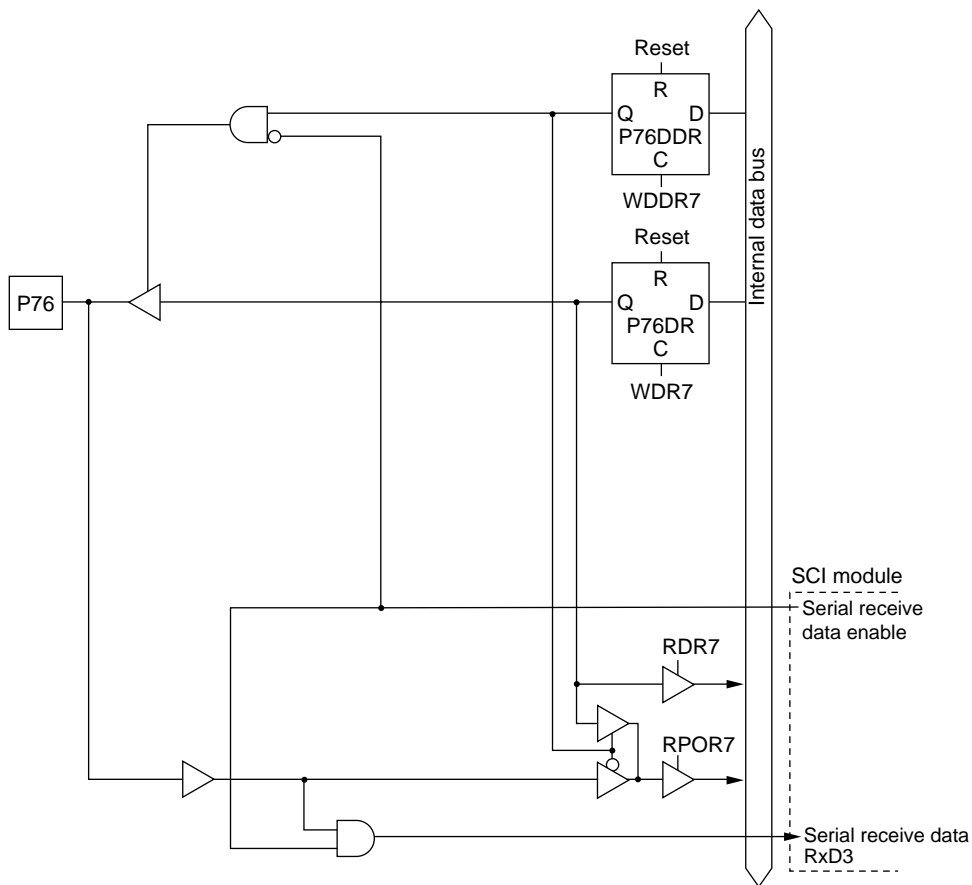 Reset
R
Q D
P76DDR
C
WDDR7
Internal data bus
Reset
R
P76
Q D
P76DR
C
WDR7
SCI module
Serial receive
data enable
RDR7
RPOR7
Serial receive data
RxD3